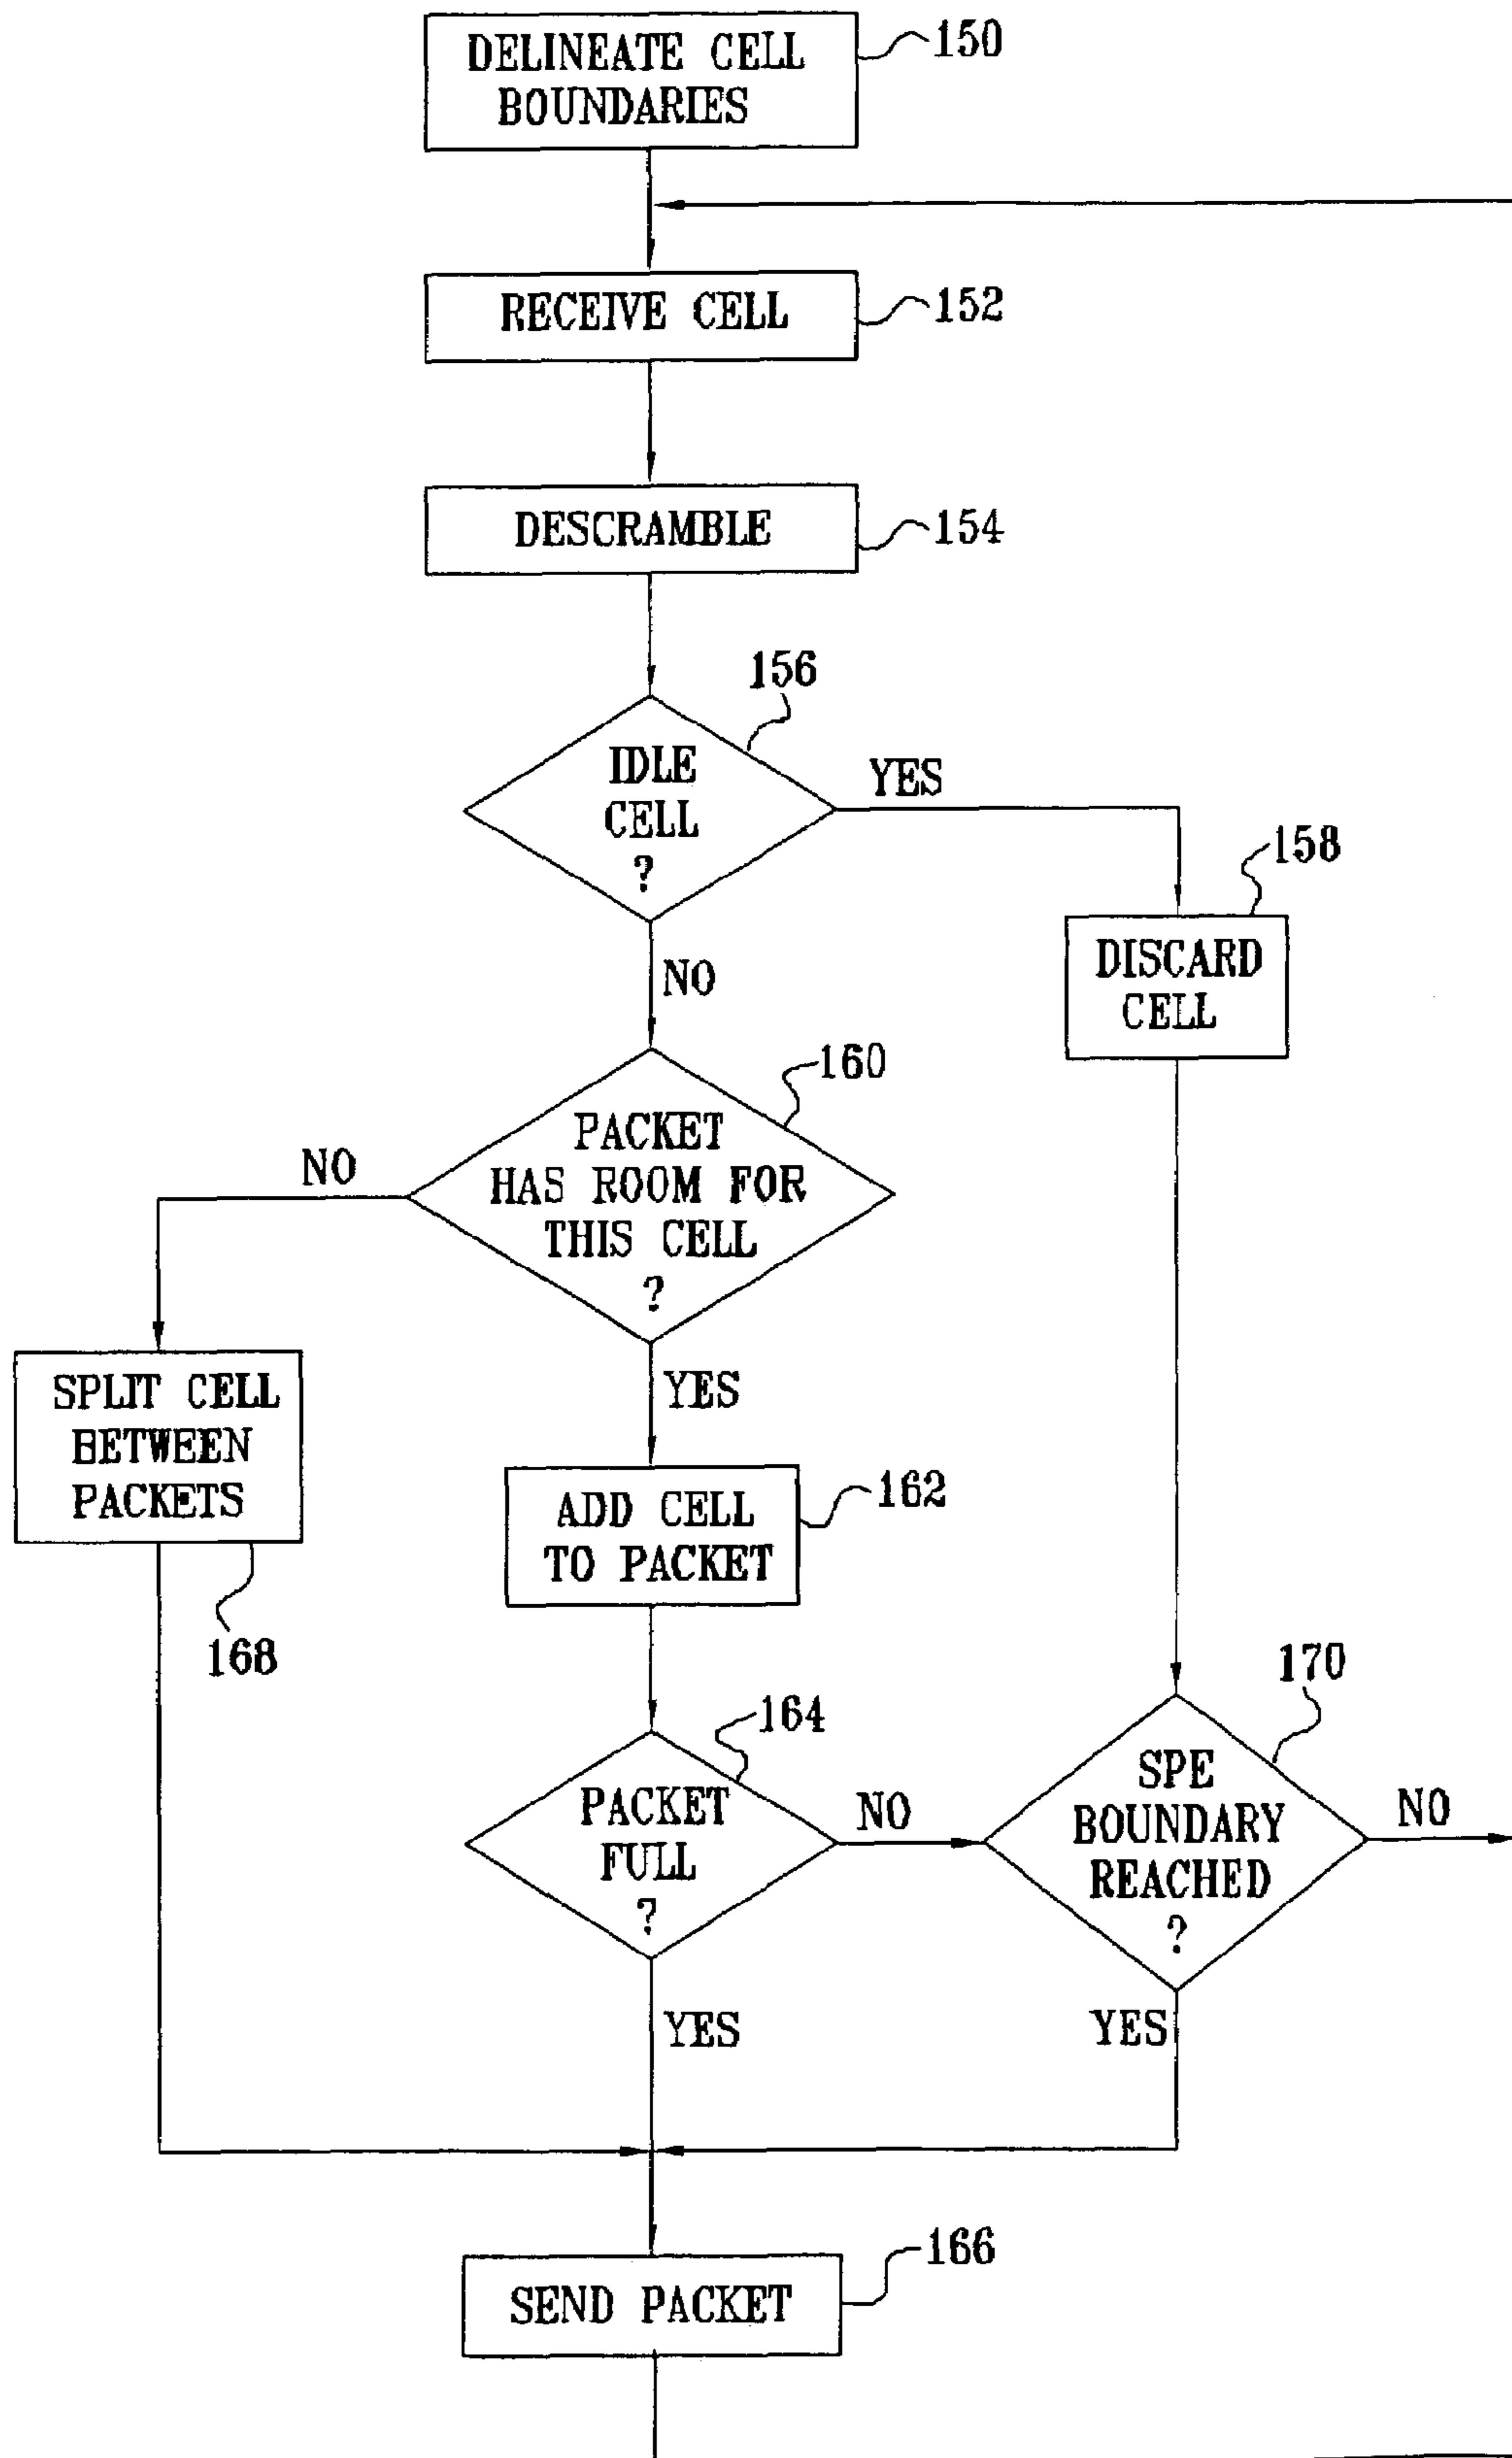 DELINEATE CELL
BOUNDARIES
150
RECEIVE CELL
152
DESCRAMBLE
154
156
IDLE
CELL
?
YES
158
DISCARD
CELL
NO
160
PACKET
HAS ROOM FOR
THIS CELL
?
NO
SPLIT CELL
BETWEEN
PACKETS
168
YES
ADD CELL
TO PACKET
162
164
PACKET
FULL
?
NO
170
SPE
BOUNDARY
REACHED
?
NO
YES
YES
166
SEND PACKET